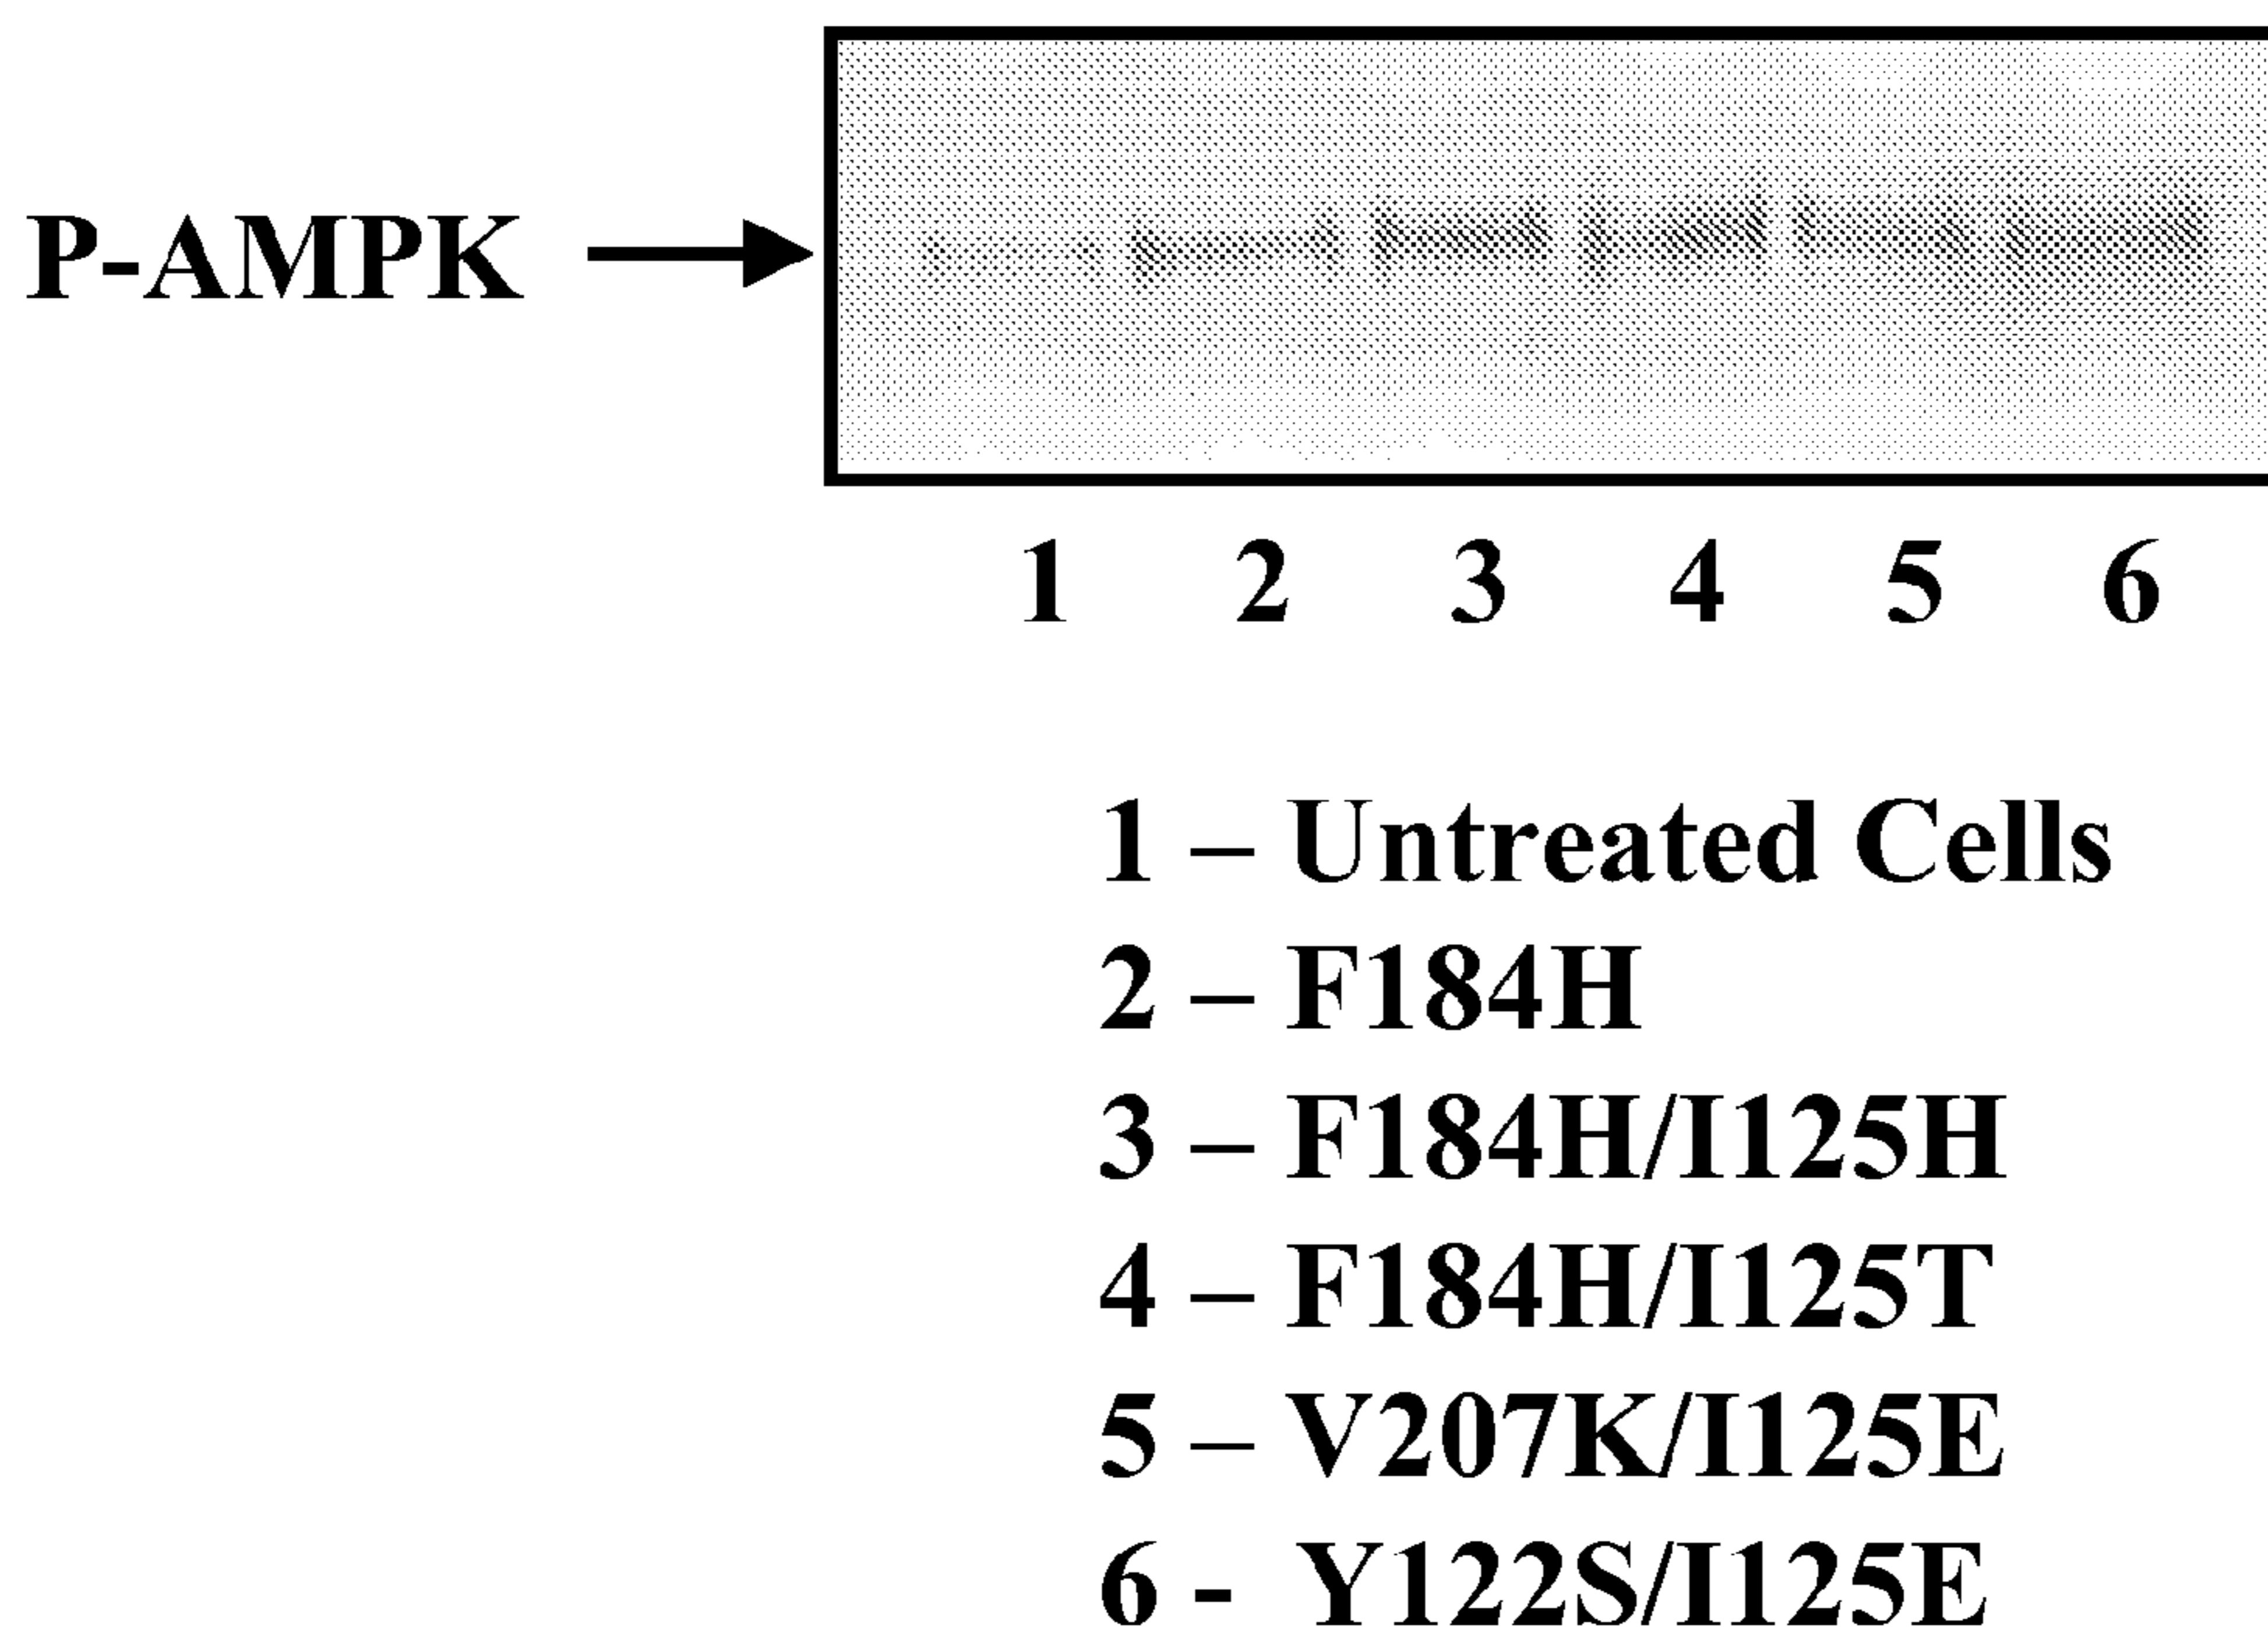 P-AMPK
1 2 3 4 5 6
1 – Untreated Cells
2 – F184H
3 – F184H/I125H
4 – F184H/I125T
5 – V207K/I125E
6 - Y122S/I125E